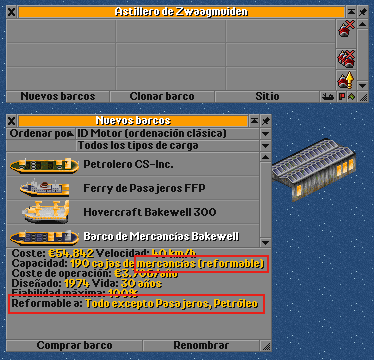 Astillero de Zwaagmolden
Nuevos barcos Clonar barco Sitio
Nuevos barcos
Ordenar por ID Motor (ordenación clásica)
Todos los tipos de carga
Petrolero CS-Inc.
Ferry de Pasajeros FFP
Hovercraft Bakewell 300
Barco de Mercancías Bakewell
Coste: €54.842 Velocidad: 40 km/h
Capacidad: 190 cajas de mercancías (reformable)
Coste de operación: €3.706/año
Diseñado: 1974 Vida: 30 años
Fiabilidad máxima: 100%
Reformable a: Todo excepto Pasajeros, Petróleo
Comprar barco Renombrar